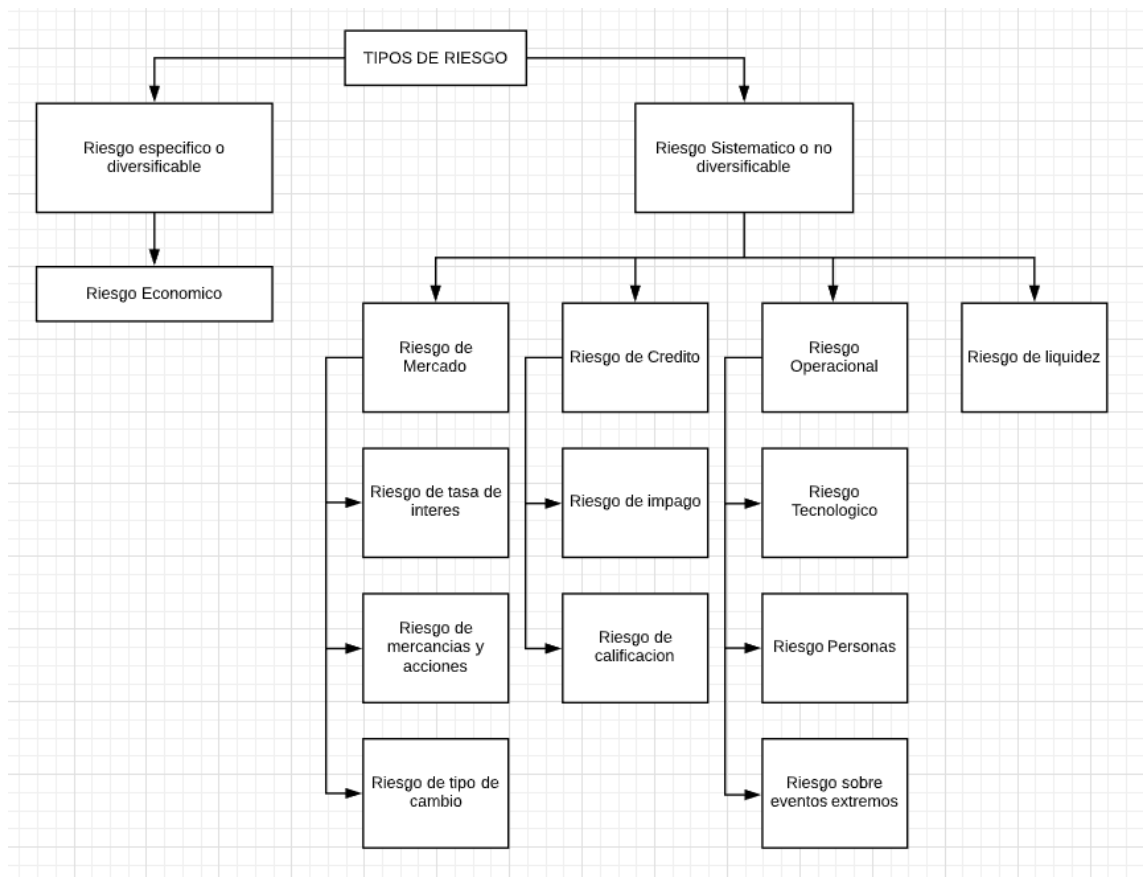 TIPOS DE RIESGO
Riesgo especifico o
diversificable
Riesgo Sistematico o no
diversificable
Riesgo Economico
Riesgo de
Mercado
Riesgo de Credito
Riesgo
Operacional
Riesgo de liquidez
Riesgo de tasa de
interes
Riesgo de impago
Riesgo
Tecnologico
Riesgo de
mercancias y
acciones
Riesgo de
calificacion
Riesgo Personas
Riesgo de tipo de
cambio
Riesgo sobre
eventos extremos